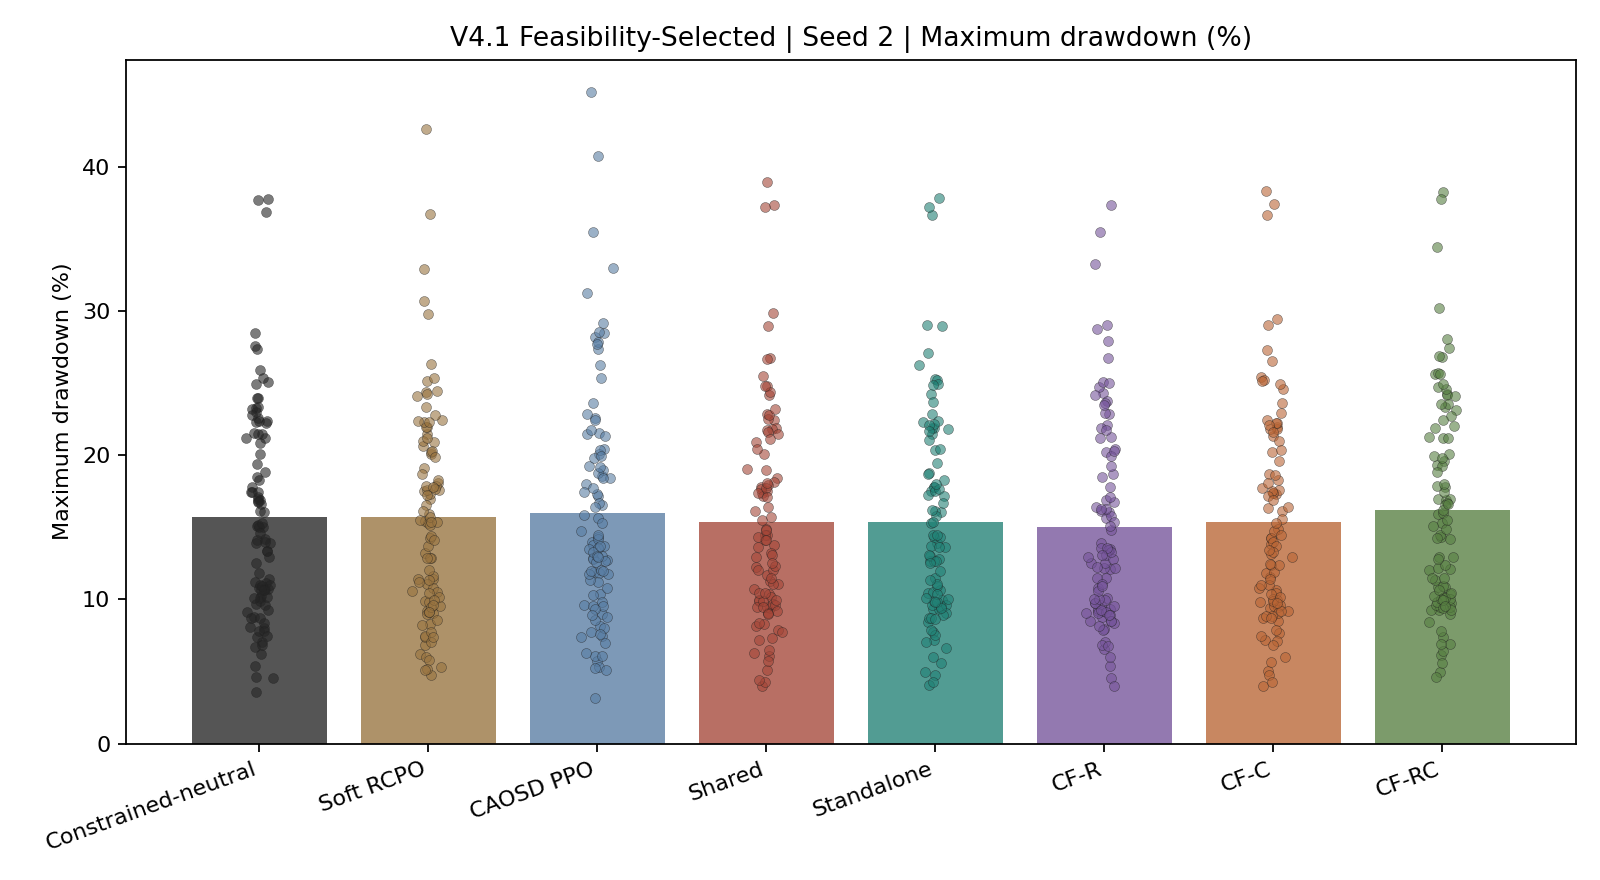 V4.1 Feasibility-Selected | Seed 2 | Maximum drawdown (%)
Maximum drawdown (%)
40
30
20
10
0
Constrained-neutral
Soft RCPO
CAOSD PPO
Shared
Standalone
CF-R
CF-C
CF-RC